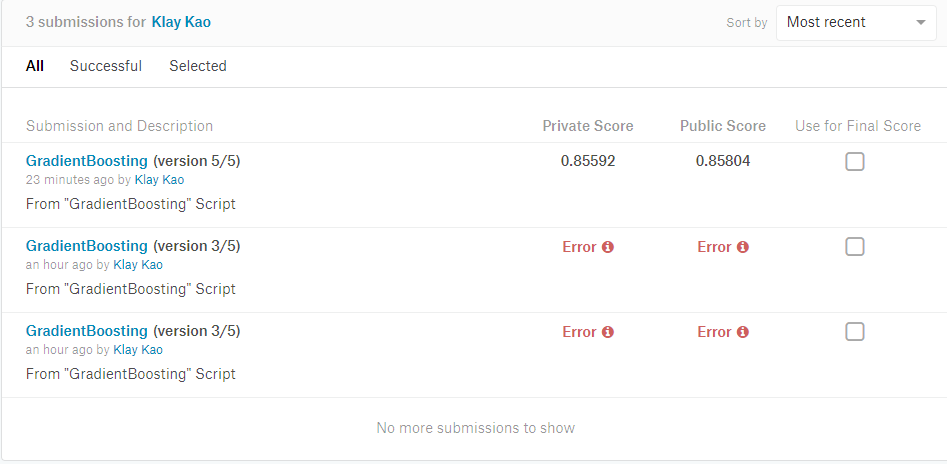 3 submissions for Klay Kao Sort by Most recent
All Successful Selected
Submission and Description Private Score Public Score Use for Final Score
GradientBoosting (version 5/5) 0.85592 0.85804
23 minutes ago by Klay Kao
From "GradientBoosting" Script
GradientBoosting (version 3/5) Error Error
an hour ago by Klay Kao
From "GradientBoosting" Script
GradientBoosting (version 3/5) Error Error
an hour ago by Klay Kao
From "GradientBoosting" Script
No more submissions to show